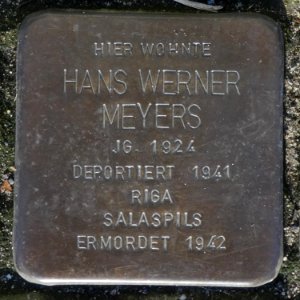 HIER WOHNTE
HANS WERNER
MEYERS
JG. 1924
DEPORTIERT 1941
RIGA
SALASPILS
ERMORDET 1942